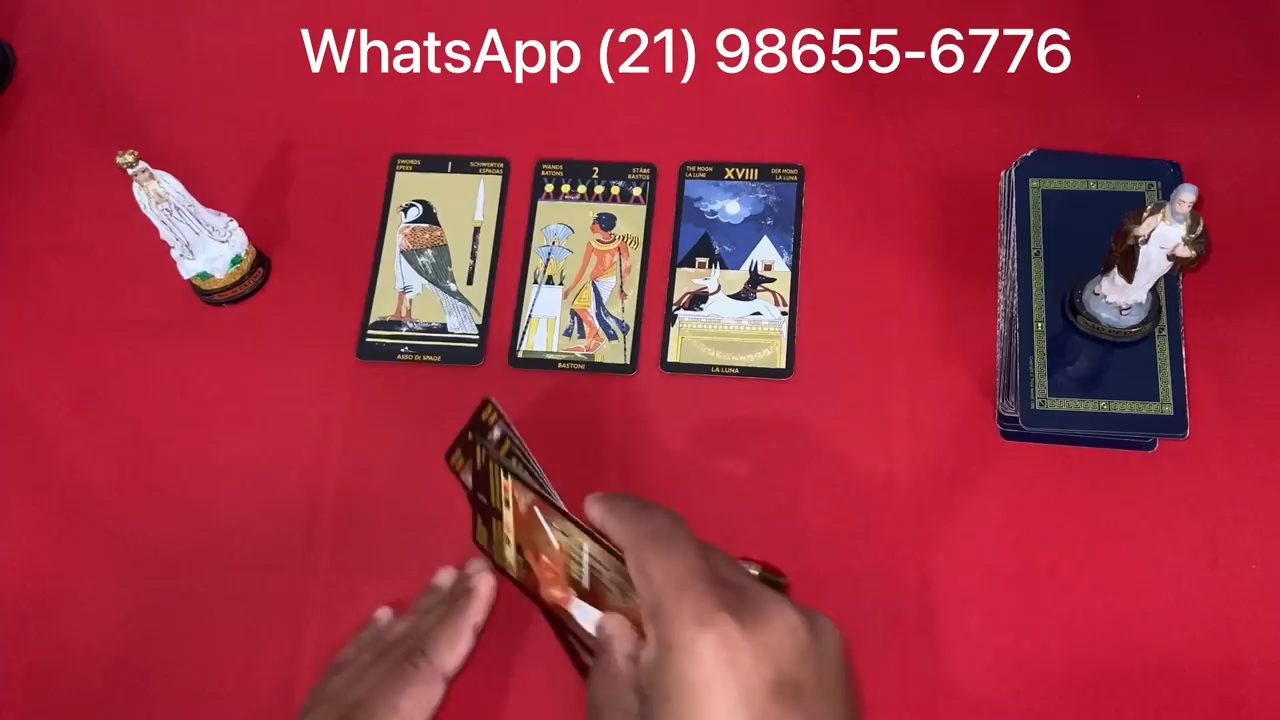 WhatsApp (21) 98655-6776
SWORDS
EPEES
I
SCHWERTER
ESPADAS
ASSO DI SPADE
WANDS
BATONS
2
STÄBE
BASTOS
BASTONI
THE MOON
LA LUNE
XVIII
DER MOND
LA LUNA
LA LUNA